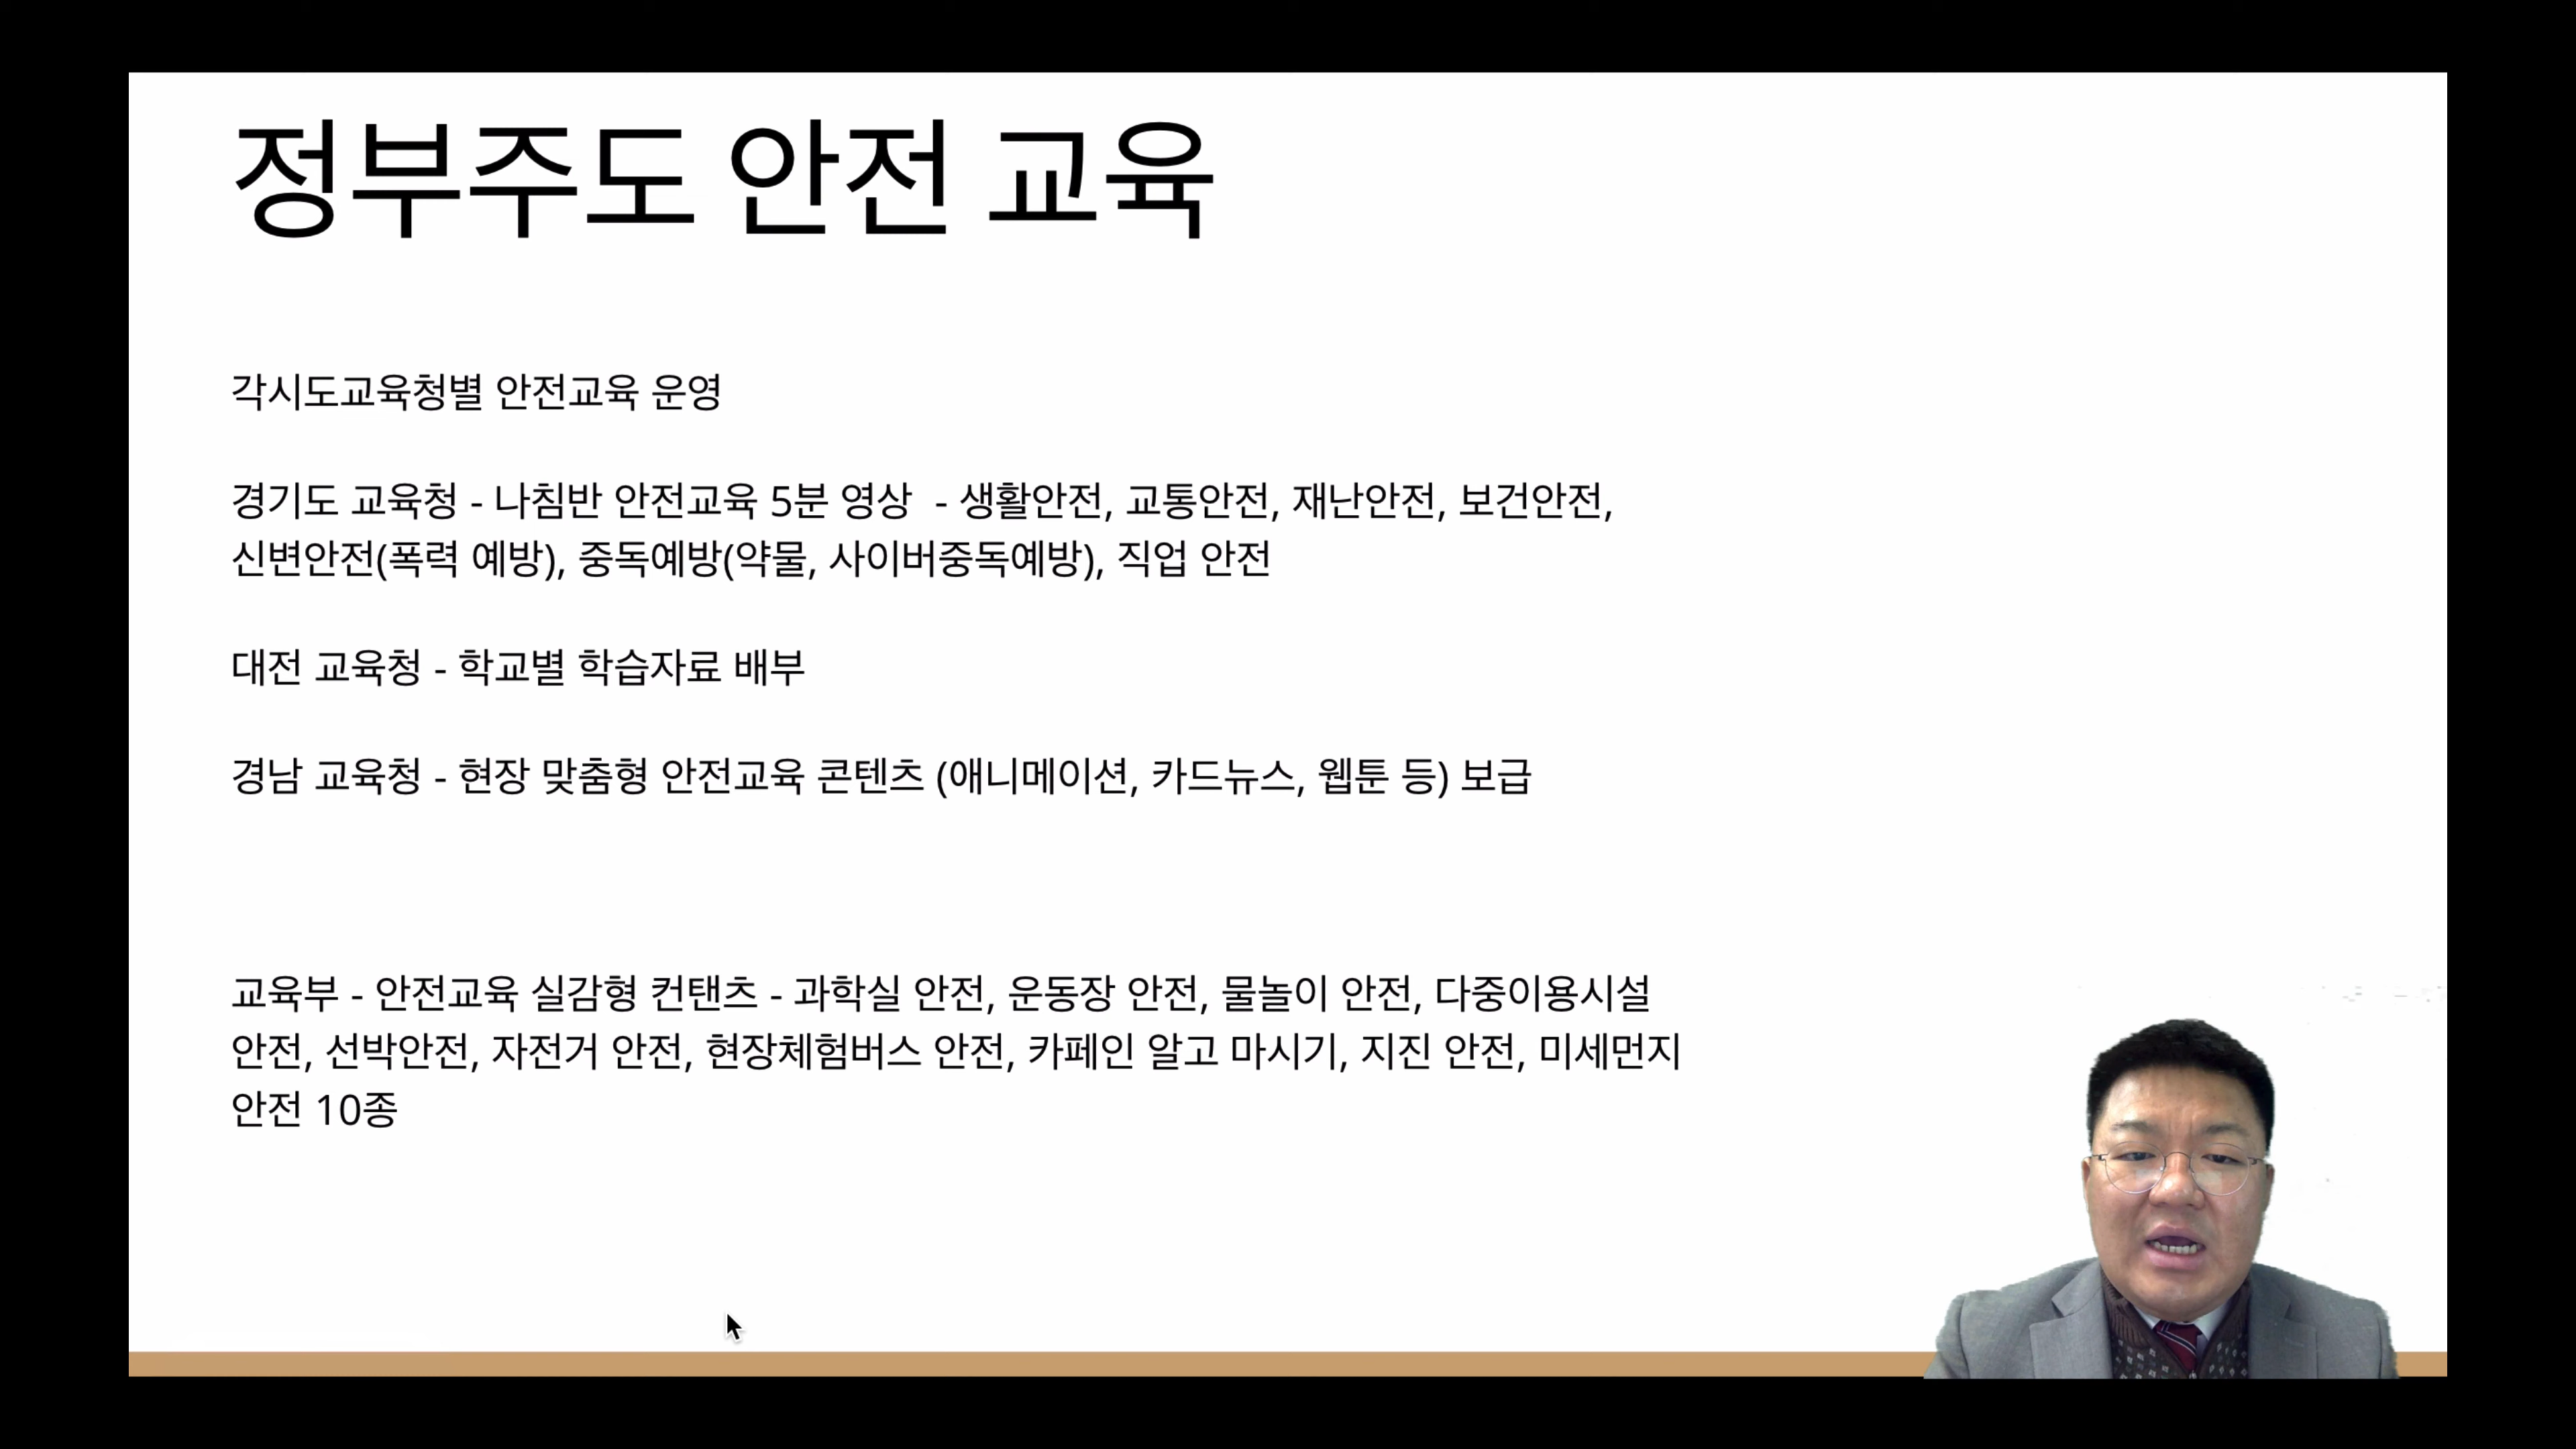 정부주도 안전 교육
각시도교육청별 안전교육 운영
경기도 교육청 - 나침반 안전교육 5분 영상 - 생활안전, 교통안전, 재난안전, 보건안전,
신변안전(폭력 예방), 중독예방(약물, 사이버중독예방), 직업 안전
대전 교육청 - 학교별 학습자료 배부
경남 교육청 - 현장 맞춤형 안전교육 콘텐츠 (애니메이션, 카드뉴스, 웹툰 등) 보급
교육부 - 안전교육 실감형 컨탠츠 - 과학실 안전, 운동장 안전, 물놀이 안전, 다중이용시설
안전, 선박안전, 자전거 안전, 현장체험버스 안전, 카페인 알고 마시기, 지진 안전, 미세먼지
안전 10종